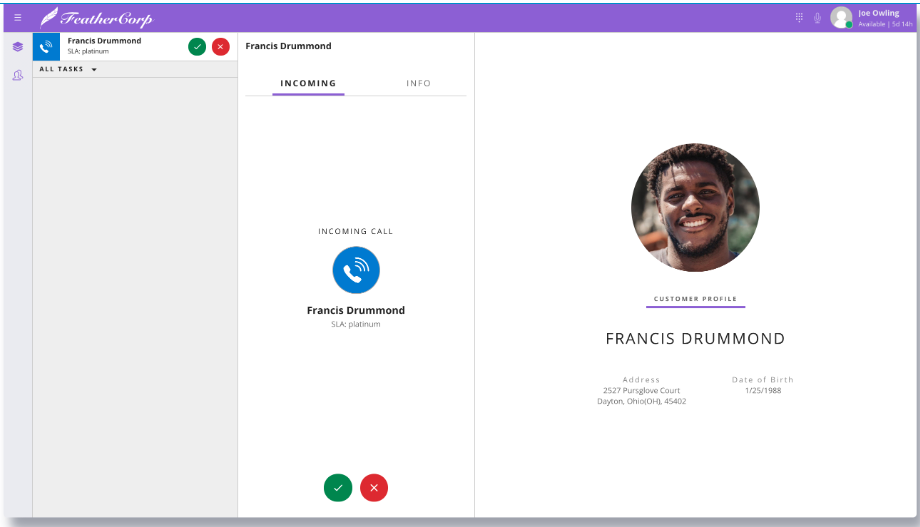 FeatherCorp
Joe Owling
Available | 5d 14h
Francis Drummond
SLA: platinum
ALL TASKS
Francis Drummond
INCOMING
INFO
INCOMING CALL
Francis Drummond
SLA: platinum
CUSTOMER PROFILE
FRANCIS DRUMMOND
Address
2527 Pursglove Court
Dayton, Ohio(OH), 45402
Date of Birth
1/25/1988